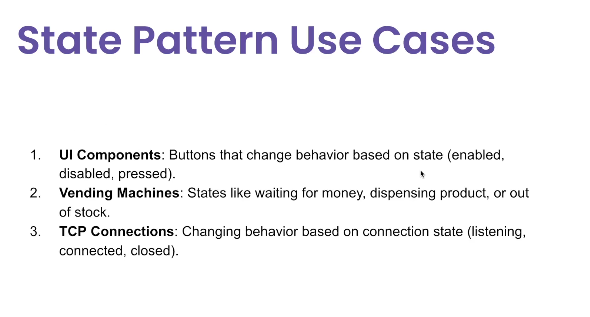 State Pattern Use Cases
1. UI Components: Buttons that change behavior based on state (enabled,
disabled, pressed).
2. Vending Machines: States like waiting for money, dispensing product, or out
of stock.
3. TCP Connections: Changing behavior based on connection state (listening,
connected, closed).